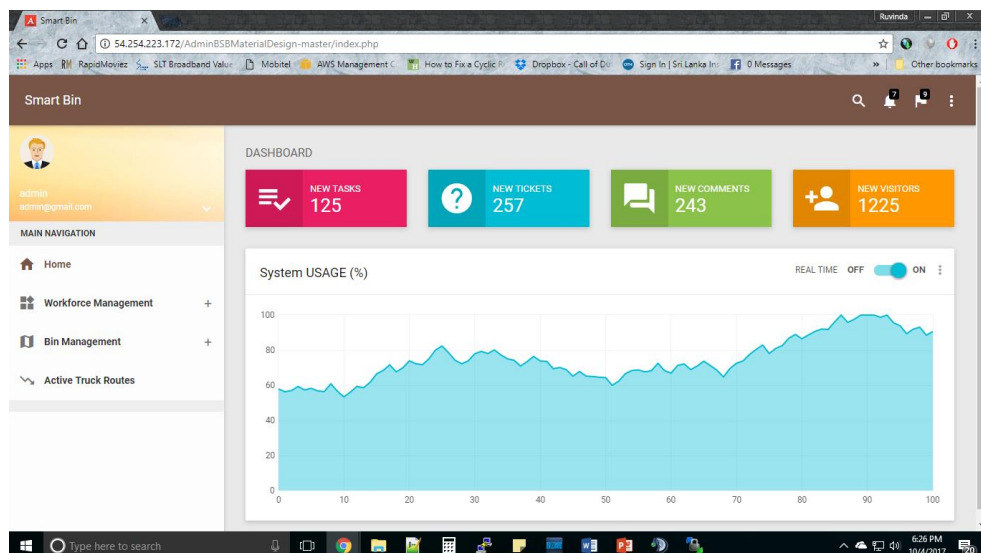 Smart Bin
Ruvinda
54.254.223.172/AdminBSBMaterialDesign-master/index.php
Apps RapidMoviez SLT Broadband Value Mobitel AWS Management C How to Fix a Cyclic R Dropbox - Call of Du Sign In | Sri Lanka In 0 Messages » Other bookmarks
Smart Bin
7 9
admin
admin@gmail.com
MAIN NAVIGATION
Home
Workforce Management +
Bin Management +
Active Truck Routes
DASHBOARD
NEW TASKS
125
NEW TICKETS
257
NEW COMMENTS
243
NEW VISITORS
1225
System USAGE (%)
REAL TIME OFF ON
100
80
60
40
20
0
0 10 20 30 40 50 60 70 80 90 100
Type here to search
6:26 PM
10/4/2017
20